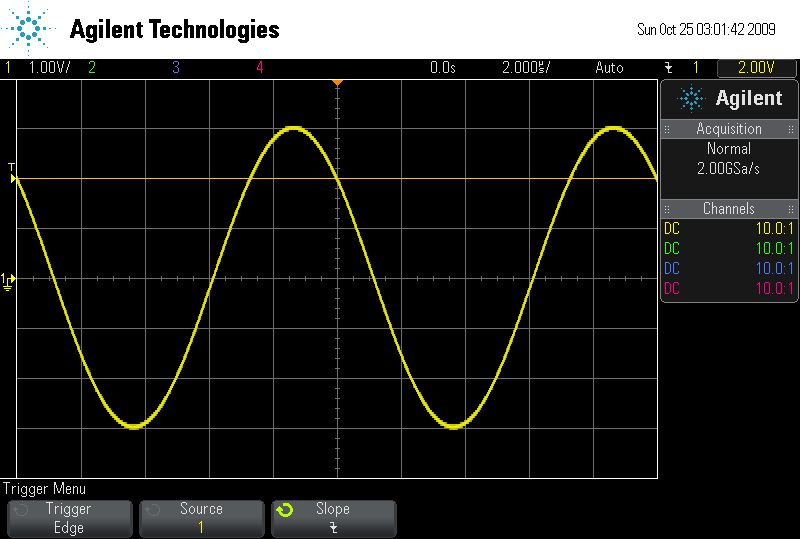 Agilent Technologies
Sun Oct 25 03:01:42 2009
1 1.00V/ 2 3 4 0.0s 2.000㎲/ Auto 1 2.00V
Agilent
Acquisition
Normal
2.00GSa/s
Channels
DC 10.0:1
DC 10.0:1
DC 10.0:1
DC 10.0:1
T
1
Trigger Menu
Trigger Source Slope
Edge 1